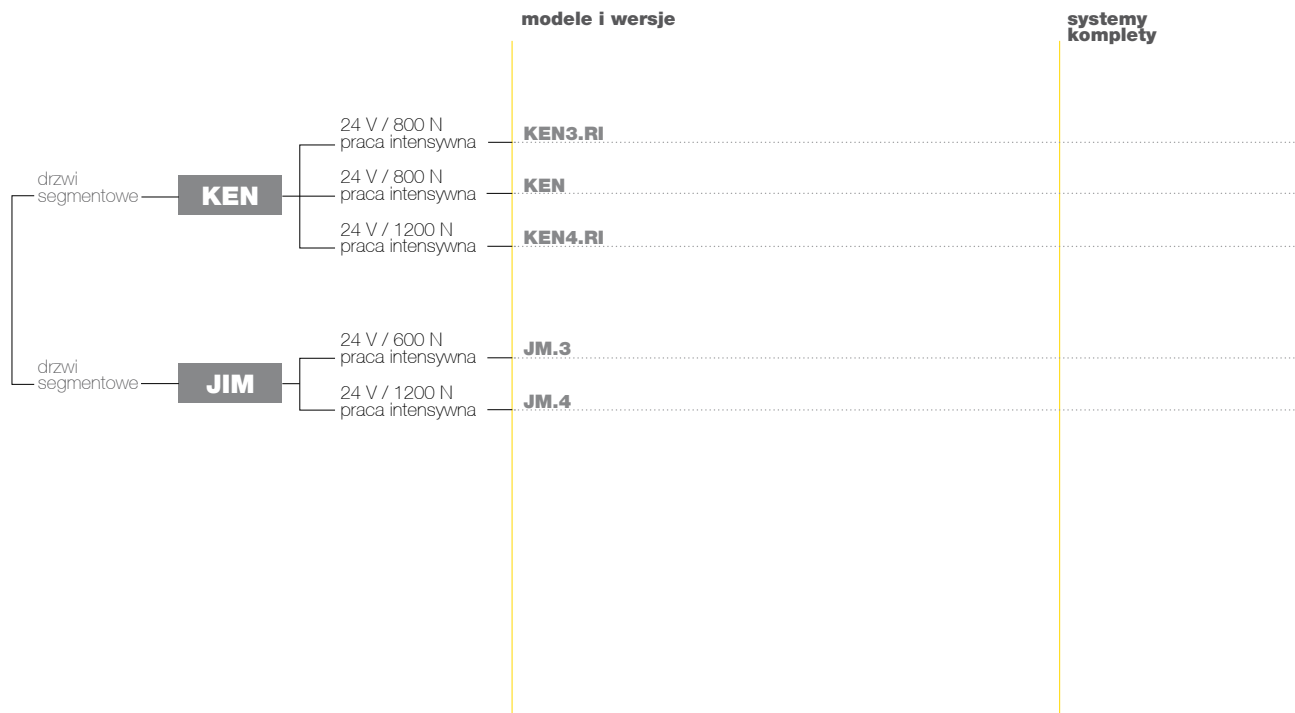 modele i wersje
systemy
komplety
drzwi
segmentowe
KEN
24 V / 800 N
praca intensywna
KEN3.RI
24 V / 800 N
praca intensywna
KEN
24 V / 1200 N
praca intensywna
KEN4.RI
drzwi
segmentowe
JIM
24 V / 600 N
praca intensywna
JM.3
24 V / 1200 N
praca intensywna
JM.4